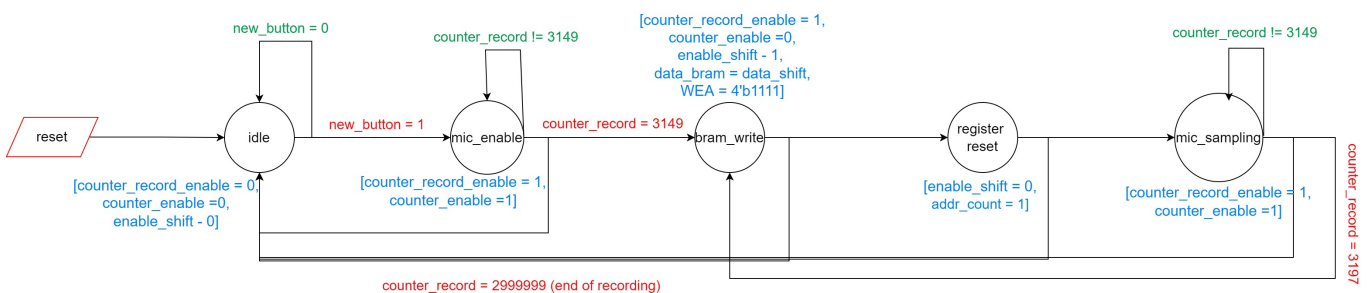 new_button = 0
counter_record != 3149
[counter_record_enable = 1,
counter_enable =0,
enable_shift - 1,
data_bram = data_shift,
WEA = 4'b1111]
counter_record != 3149
reset
idle
new_button = 1
mic_enable
counter_record = 3149
bram_write
register
reset
mic_sampling
counter_record = 3197
[counter_record_enable = 0,
counter_enable =0,
enable_shift - 0]
[counter_record_enable = 1,
counter_enable =1]
[enable_shift = 0,
addr_count = 1]
[counter_record_enable = 1,
counter_enable =1]
counter_record = 2999999 (end of recording)